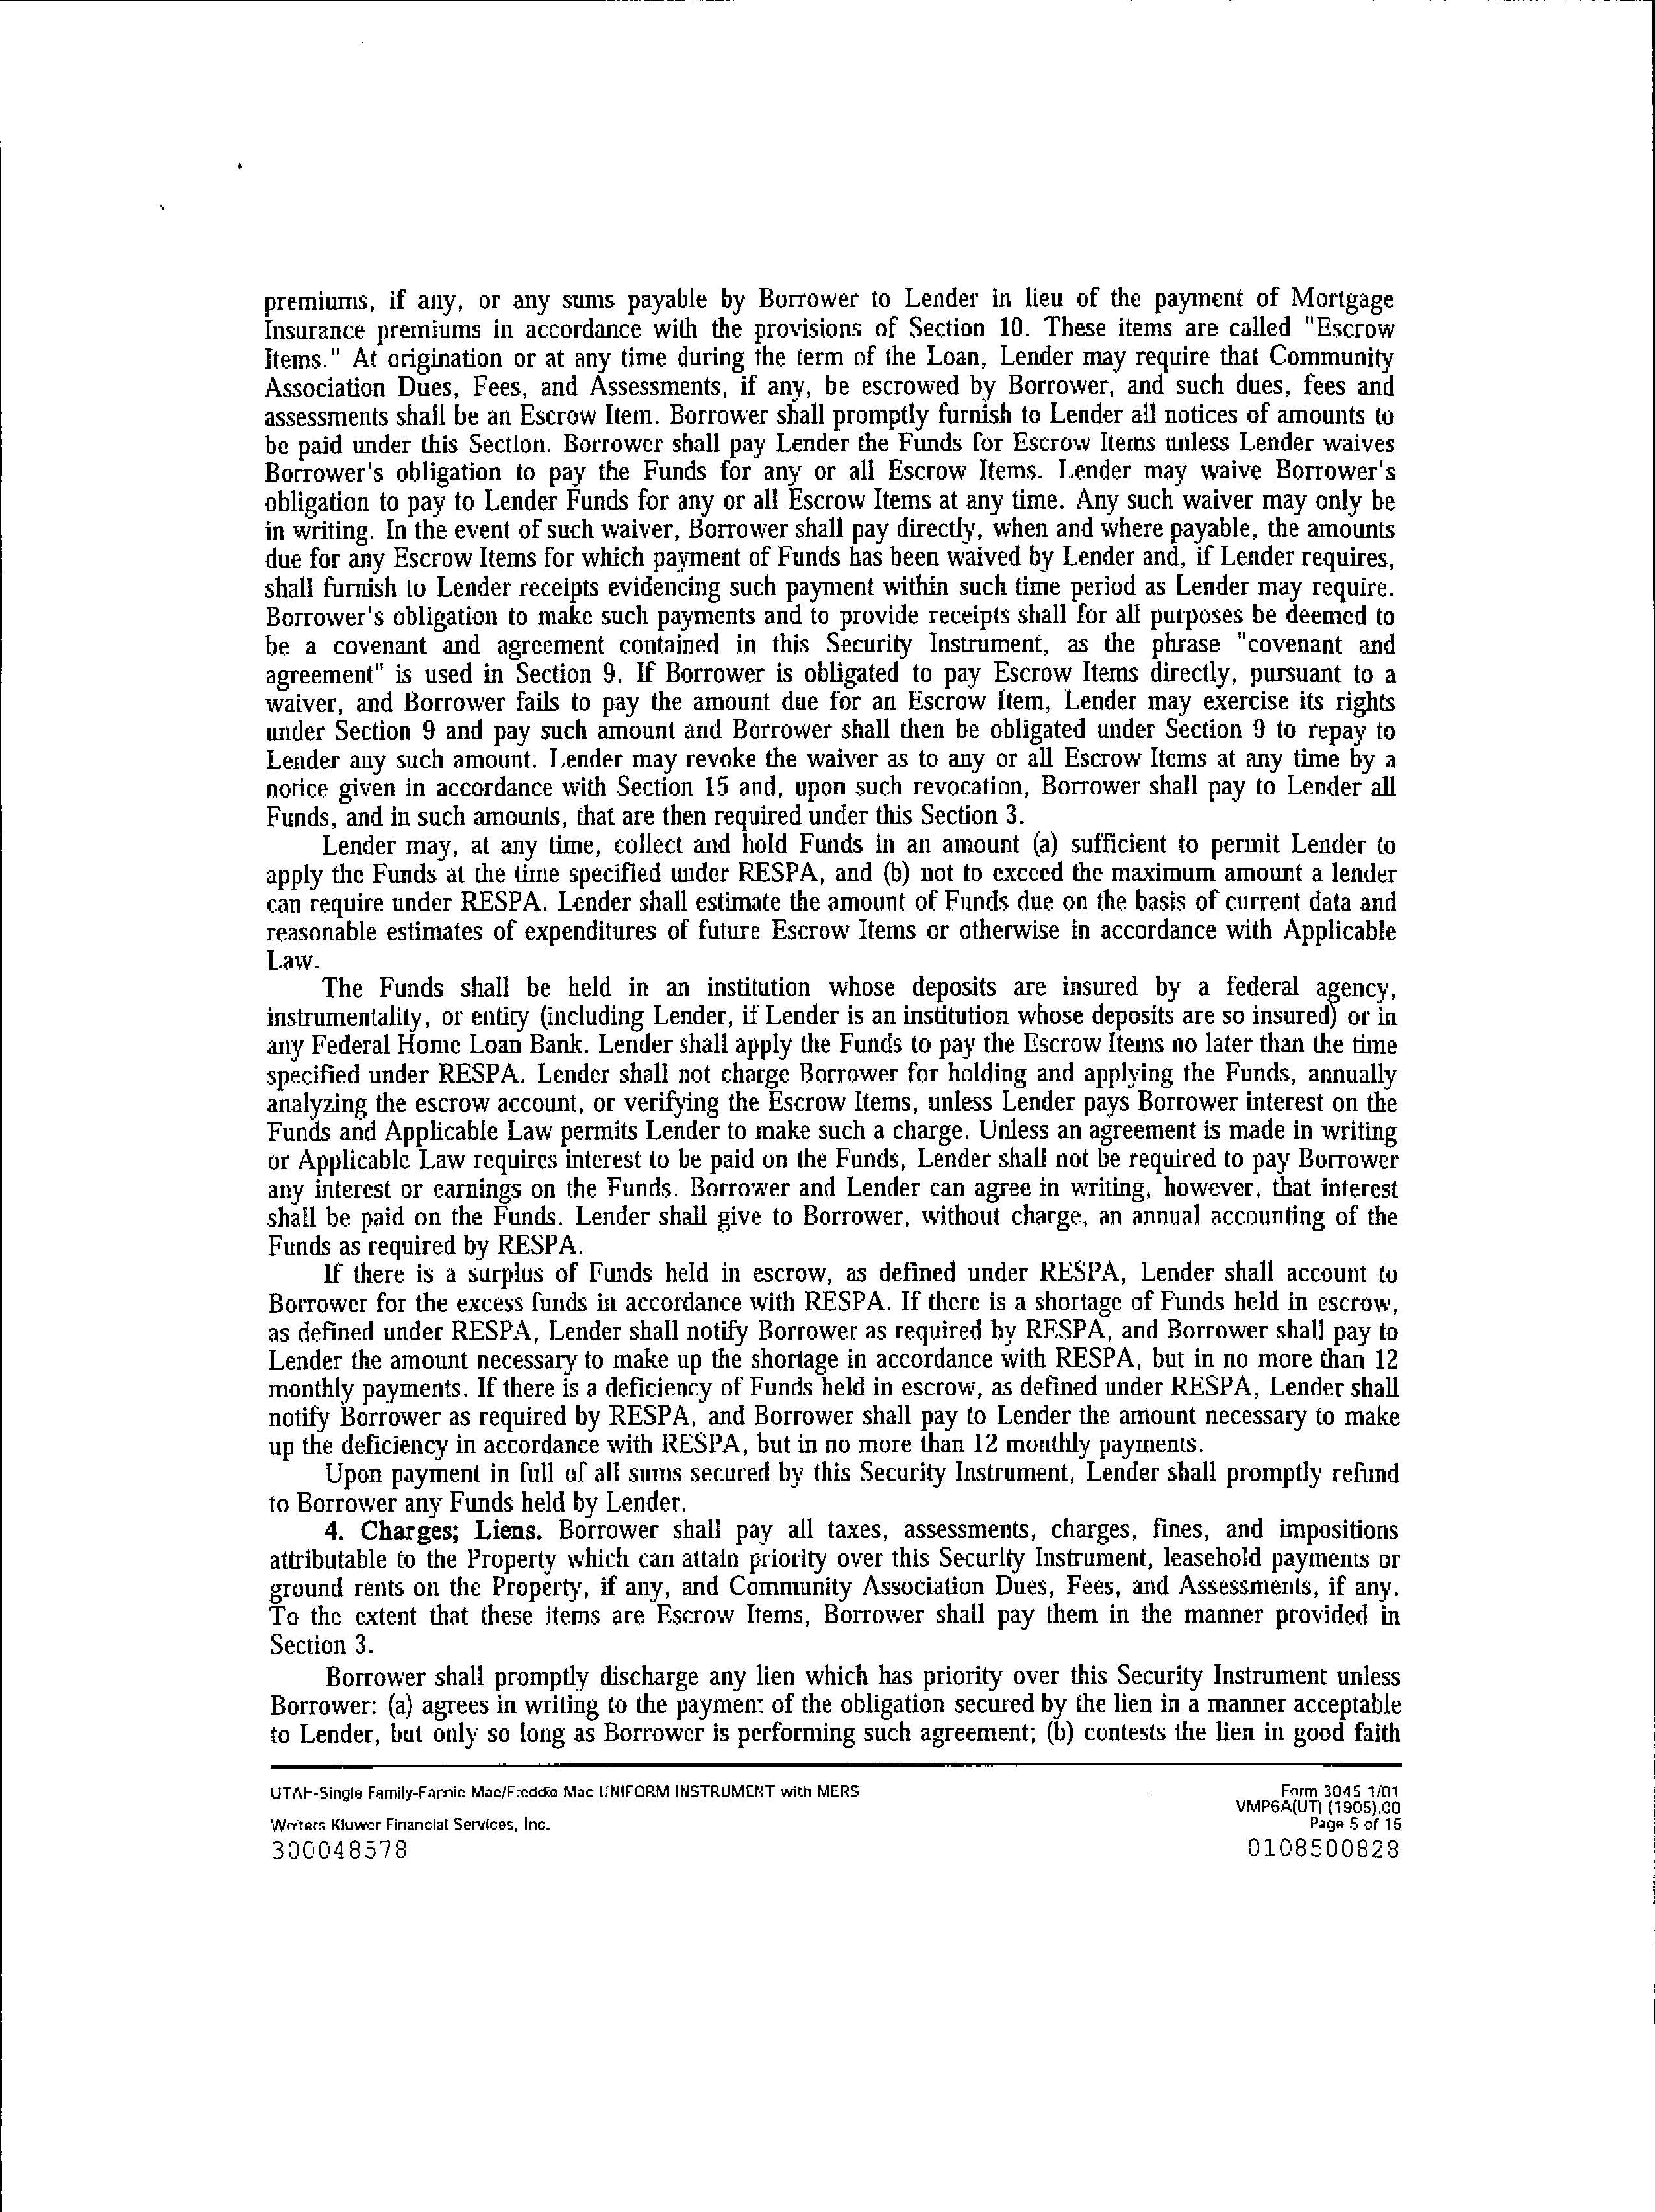 premiums, if any, or any sums payable by Borrower to Lender in lieu of the payment of Mortgage
Insurance premiums in accordance with the provisions of Section 10. These items are called "Escrow
Items." At origination or at any time during the term of the Loan, Lender may require that Community
Association Dues, Fees, and Assessments, if any, be escrowed by Borrower, and such dues, fees and
assessments shall be an Escrow Item. Borrower shall promptly furnish to Lender all notices of amounts to
be paid under this Section. Borrower shall pay Lender the Funds for Escrow Items unless Lender waives
Borrower's obligation to pay the Funds for any or all Escrow Items. Lender may waive Borrower's
obligation to pay to Lender Funds for any or all Escrow Items at any time. Any such waiver may only be
in writing. In the event of such waiver, Borrower shall pay directly, when and where payable, the amounts
due for any Escrow Items for which payment of Funds has been waived by Lender and, if Lender requires,
shall furnish to Lender receipts evidencing such payment within such time period as Lender may require.
Borrower's obligation to make such payments and to provide receipts shall for all purposes be deemed to
be a covenant and agreement contained in this Security Instrument, as the phrase "covenant and
agreement" is used in Section 9. If Borrower is obligated to pay Escrow Items directly, pursuant to a
waiver, and Borrower fails to pay the amount due for an Escrow Item, Lender may exercise its rights
under Section 9 and pay such amount and Borrower shall then be obligated under Section 9 to repay to
Lender any such amount. Lender may revoke the waiver as to any or all Escrow Items at any time by a
notice given in accordance with Section 15 and, upon such revocation, Borrower shall pay to Lender all
Funds, and in such amounts, that are then required under this Section 3.
Lender may, at any time, collect and hold Funds in an amount (a) sufficient to permit Lender to
apply the Funds at the time specified under RESPA, and (b) not to exceed the maximum amount a lender
can require under RESPA. Lender shall estimate the amount of Funds due on the basis of current data and
reasonable estimates of expenditures of future Escrow Items or otherwise in accordance with Applicable
Law.
The Funds shall be held in an institution whose deposits are insured by a federal agency,
instrumentality, or entity (including Lender, if Lender is an institution whose deposits are so insured) or in
any Federal Home Loan Bank. Lender shall apply the Funds to pay the Escrow Items no later than the time
specified under RESPA. Lender shall not charge Borrower for holding and applying the Funds, annually
analyzing the escrow account, or verifying the Escrow Items, unless Lender pays Borrower interest on the
Funds and Applicable Law permits Lender to make such a charge. Unless an agreement is made in writing
or Applicable Law requires interest to be paid on the Funds, Lender shall not be required to pay Borrower
any interest or earnings on the Funds. Borrower and Lender can agree in writing, however, that interest
shall be paid on the Funds. Lender shall give to Borrower, without charge, an annual accounting of the
Funds as required by RESPA.
If there is a surplus of Funds held in escrow, as defined under RESPA, Lender shall account to
Borrower for the excess funds in accordance with RESPA. If there is a shortage of Funds held in escrow,
as defined under RESPA, Lender shall notify Borrower as required by RESPA, and Borrower shall pay to
Lender the amount necessary to make up the shortage in accordance with RESPA, but in no more than 12
monthly payments. If there is a deficiency of Funds held in escrow, as defined under RESPA, Lender shall
notify Borrower as required by RESPA, and Borrower shall pay to Lender the amount necessary to make
up the deficiency in accordance with RESPA, but in no more than 12 monthly payments.
Upon payment in full of all sums secured by this Security Instrument, Lender shall promptly refund
to Borrower any Funds held by Lender.
4. Charges; Liens. Borrower shall pay all taxes, assessments, charges, fines, and impositions
attributable to the Property which can attain priority over this Security Instrument, leasehold payments or
ground rents on the Property, if any, and Community Association Dues, Fees, and Assessments, if any.
To the extent that these items are Escrow Items, Borrower shall pay them in the manner provided in
Section 3.
Borrower shall promptly discharge any lien which has priority over this Security Instrument unless
Borrower: (a) agrees in writing to the payment of the obligation secured by the lien in a manner acceptable
to Lender, but only so long as Borrower is performing such agreement; (b) contests the lien in good faith
UTAH-Single Family-Fannie Mae/Freddie Mac UNIFORM INSTRUMENT with MERS
Form 3045 1/01
VMP6A(UT) (1905).00
Wolters Kluwer Financial Services, Inc.
Page 5 of 15
300048578
0108500828